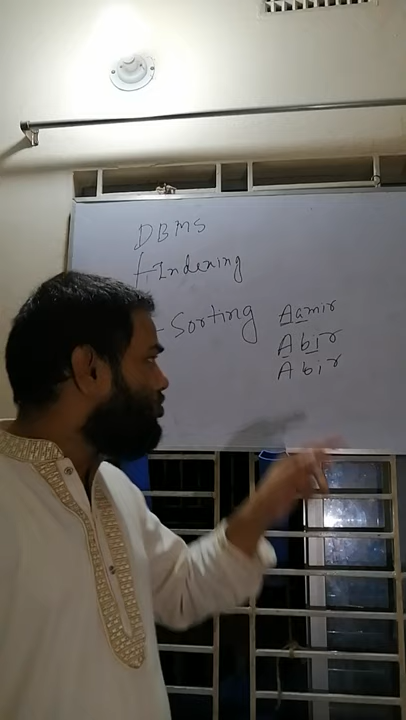 DBMS
- Indexing
- Sorting
Aamir
Abir
Abir